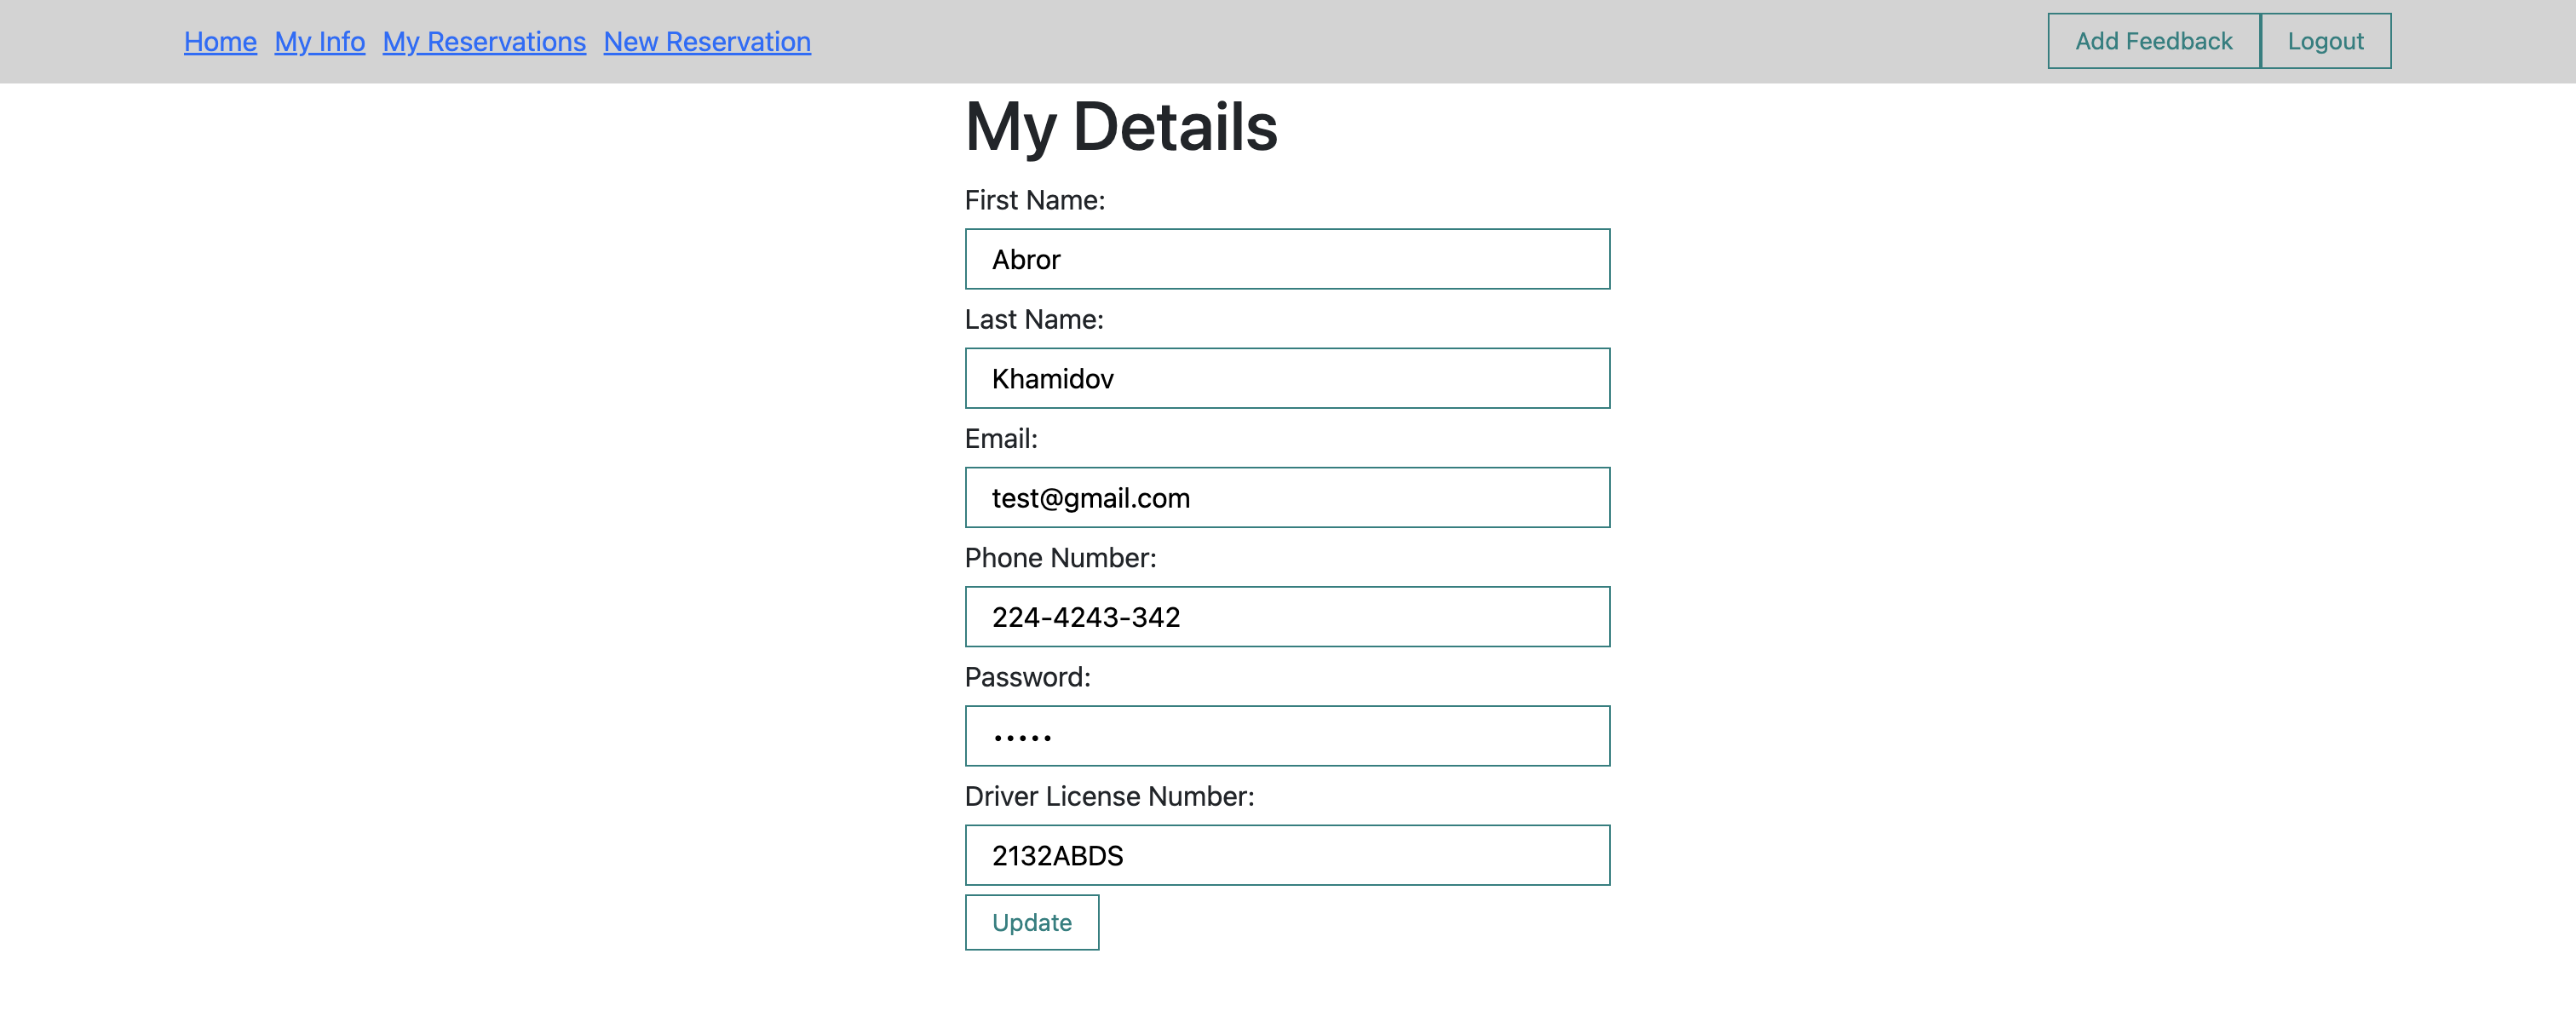 Home My Info My Reservations New Reservation Add Feedback Logout
My Details
First Name:
Abror
Last Name:
Khamidov
Email:
test@gmail.com
Phone Number:
224-4243-342
Password:
•••••
Driver License Number:
2132ABDS
Update